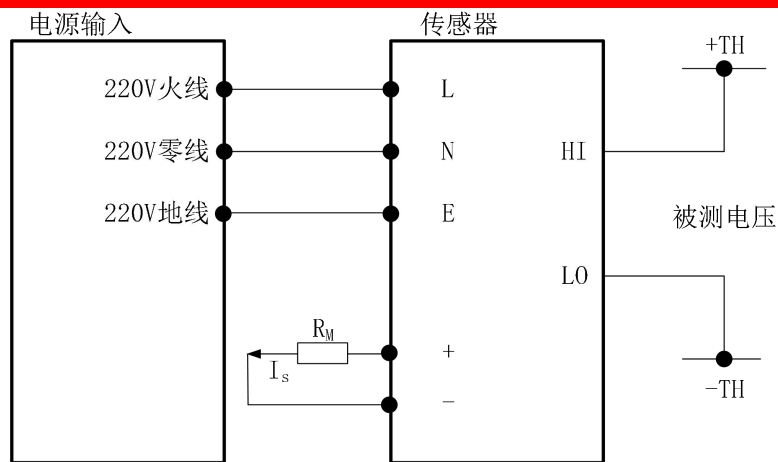 电源输入
传感器
+TH
220V火线
L
220V零线
N
HI
220V地线
E
被测电压
LO
R_M
+
I_s
-TH
−